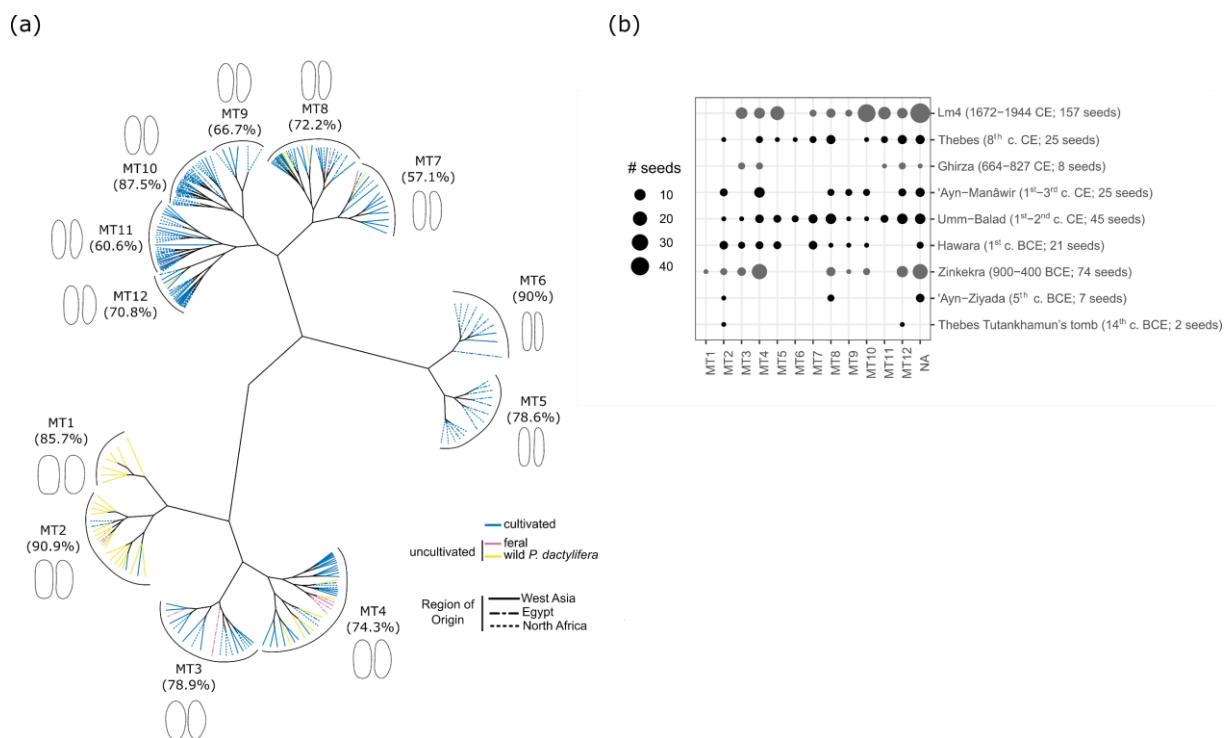 (a)
MT9
(66.7%)
MT8
(72.2%)
MT10
(87.5%)
MT7
(57.1%)
MT11
(60.6%)
MT12
(70.8%)
MT6
(90%)
MT5
(78.6%)
MT1
(85.7%)
MT2
(90.9%)
MT3
(78.9%)
MT4
(74.3%)
cultivated
uncultivated
feral
wild P. dactylifera
Region of
Origin
West Asia
Egypt
North Africa
(b)
# seeds
10
20
30
40
Lm4 (1672−1944 CE; 157 seeds)
Thebes (8th c. CE; 25 seeds)
Ghirza (664−827 CE; 8 seeds)
'Ayn−Manâwir (1st−3rd c. CE; 25 seeds)
Umm−Balad (1st−2nd c. CE; 45 seeds)
Hawara (1st c. BCE; 21 seeds)
Zinkekra (900−400 BCE; 74 seeds)
'Ayn−Ziyada (5th c. BCE; 7 seeds)
Thebes Tutankhamun's tomb (14th c. BCE; 2 seeds)
MT1
MT2
MT3
MT4
MT5
MT6
MT7
MT8
MT9
MT10
MT11
MT12
NA